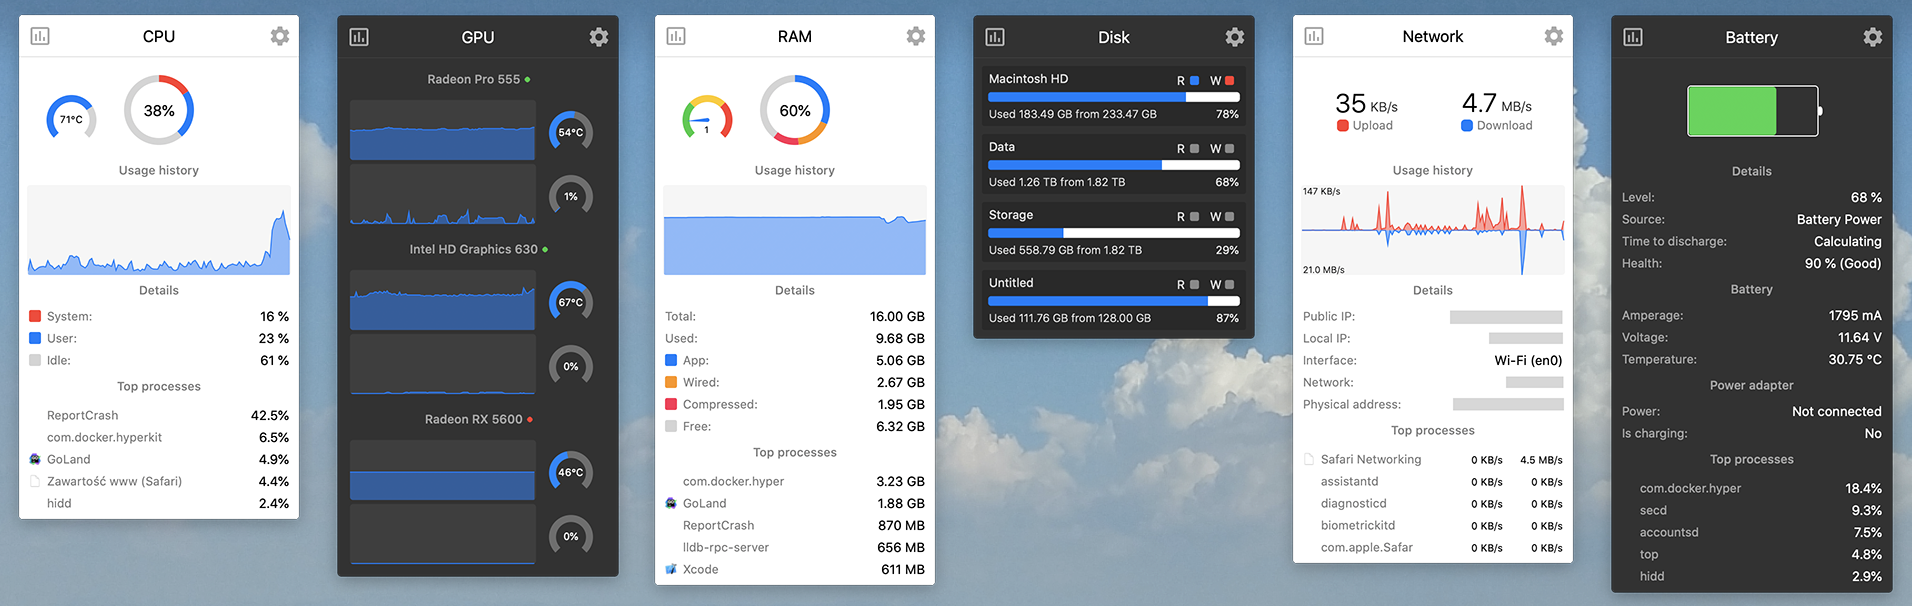 CPU
71°C
38%
Usage history
Details
System: 16 %
User: 23 %
Idle: 61 %
Top processes
ReportCrash 42.5%
com.docker.hyperkit 6.5%
GoLand 4.9%
Zawartość www (Safari) 4.4%
hidd 2.4%
GPU
Radeon Pro 555
54°C
1%
Intel HD Graphics 630
67°C
0%
Radeon RX 5600
46°C
0%
RAM
1
60%
Usage history
Details
Total: 16.00 GB
Used: 9.68 GB
App: 5.06 GB
Wired: 2.67 GB
Compressed: 1.95 GB
Free: 6.32 GB
Top processes
com.docker.hyper 3.23 GB
GoLand 1.88 GB
ReportCrash 870 MB
lldb-rpc-server 656 MB
Xcode 611 MB
Disk
Macintosh HD R W
Used 183.49 GB from 233.47 GB 78%
Data R W
Used 1.26 TB from 1.82 TB 68%
Storage R W
Used 558.79 GB from 1.82 TB 29%
Untitled R W
Used 111.76 GB from 128.00 GB 87%
Network
35 KB/s 4.7 MB/s
Upload Download
Usage history
147 KB/s
21.0 MB/s
Details
Public IP:
Local IP:
Interface: Wi-Fi (en0)
Network:
Physical address:
Top processes
Safari Networking 0 KB/s 4.5 MB/s
assistantd 0 KB/s 0 KB/s
diagnosticd 0 KB/s 0 KB/s
biometrickitd 0 KB/s 0 KB/s
com.apple.Safar 0 KB/s 0 KB/s
Battery
Details
Level: 68 %
Source: Battery Power
Time to discharge: Calculating
Health: 90 % (Good)
Battery
Amperage: 1795 mA
Voltage: 11.64 V
Temperature: 30.75 °C
Power adapter
Power: Not connected
Is charging: No
Top processes
com.docker.hyper 18.4%
secd 9.3%
accountsd 7.5%
top 4.8%
hidd 2.9%